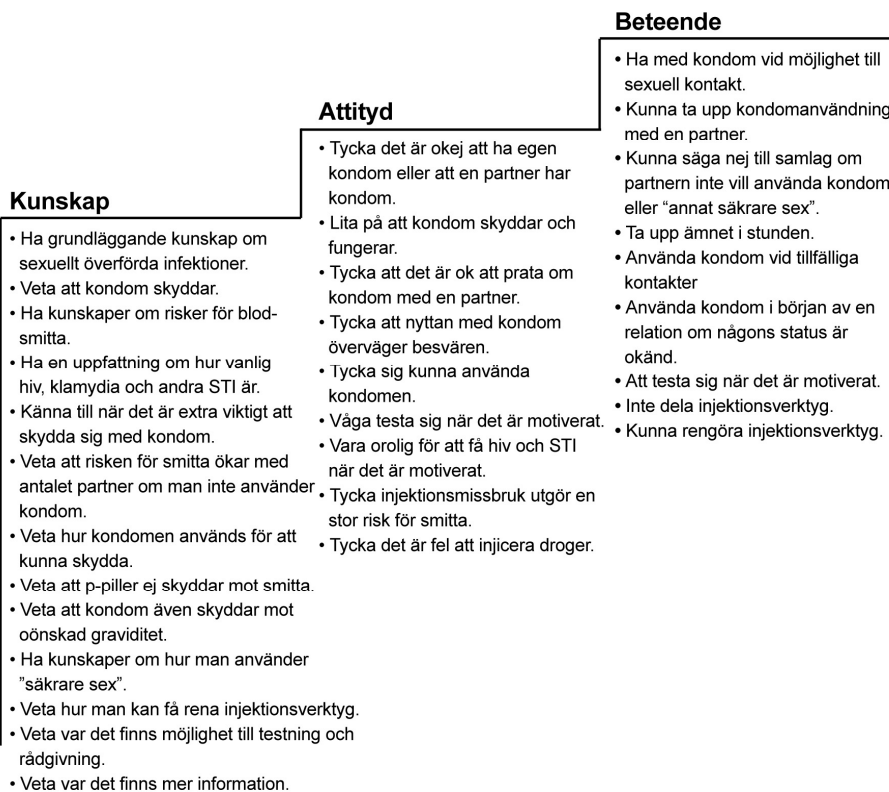 Kunskap
• Ha grundläggande kunskap om
sexuellt överförda infektioner.
• Veta att kondom skyddar.
• Ha kunskaper om risker för blod-
smitta.
• Ha en uppfattning om hur vanlig
hiv, klamydia och andra STI är.
• Känna till när det är extra viktigt att
skydda sig med kondom.
• Veta att risken för smitta ökar med
antalet partner om man inte använder
kondom.
• Veta hur kondomen används för att
kunna skydda.
• Veta att p-piller ej skyddar mot smitta.
• Veta att kondom även skyddar mot
oönskad graviditet.
• Ha kunskaper om hur man använder
”säkrare sex”.
• Veta hur man kan få rena injektionsverktyg.
• Veta var det finns möjlighet till testning och
rådgivning.
• Veta var det finns mer information.
Attityd
• Tycka det är okej att ha egen
kondom eller att en partner har
kondom.
• Lita på att kondom skyddar och
fungerar.
• Tycka att det är ok att prata om
kondom med en partner.
• Tycka att nyttan med kondom
överväger besvären.
• Tycka sig kunna använda
kondomen.
• Våga testa sig när det är motiverat.
• Vara orolig för att få hiv och STI
när det är motiverat.
• Tycka injektionsmissbruk utgör en
stor risk för smitta.
• Tycka det är fel att injicera droger.
Beteende
• Ha med kondom vid möjlighet till
sexuell kontakt.
• Kunna ta upp kondomanvändning
med en partner.
• Kunna säga nej till samlag om
partnern inte vill använda kondom
eller “annat säkrare sex”.
• Ta upp ämnet i stunden.
• Använda kondom vid tillfälliga
kontakter
• Använda kondom i början av en
relation om någons status är
okänd.
• Att testa sig när det är motiverat.
• Inte dela injektionsverktyg.
• Kunna rengöra injektionsverktyg.